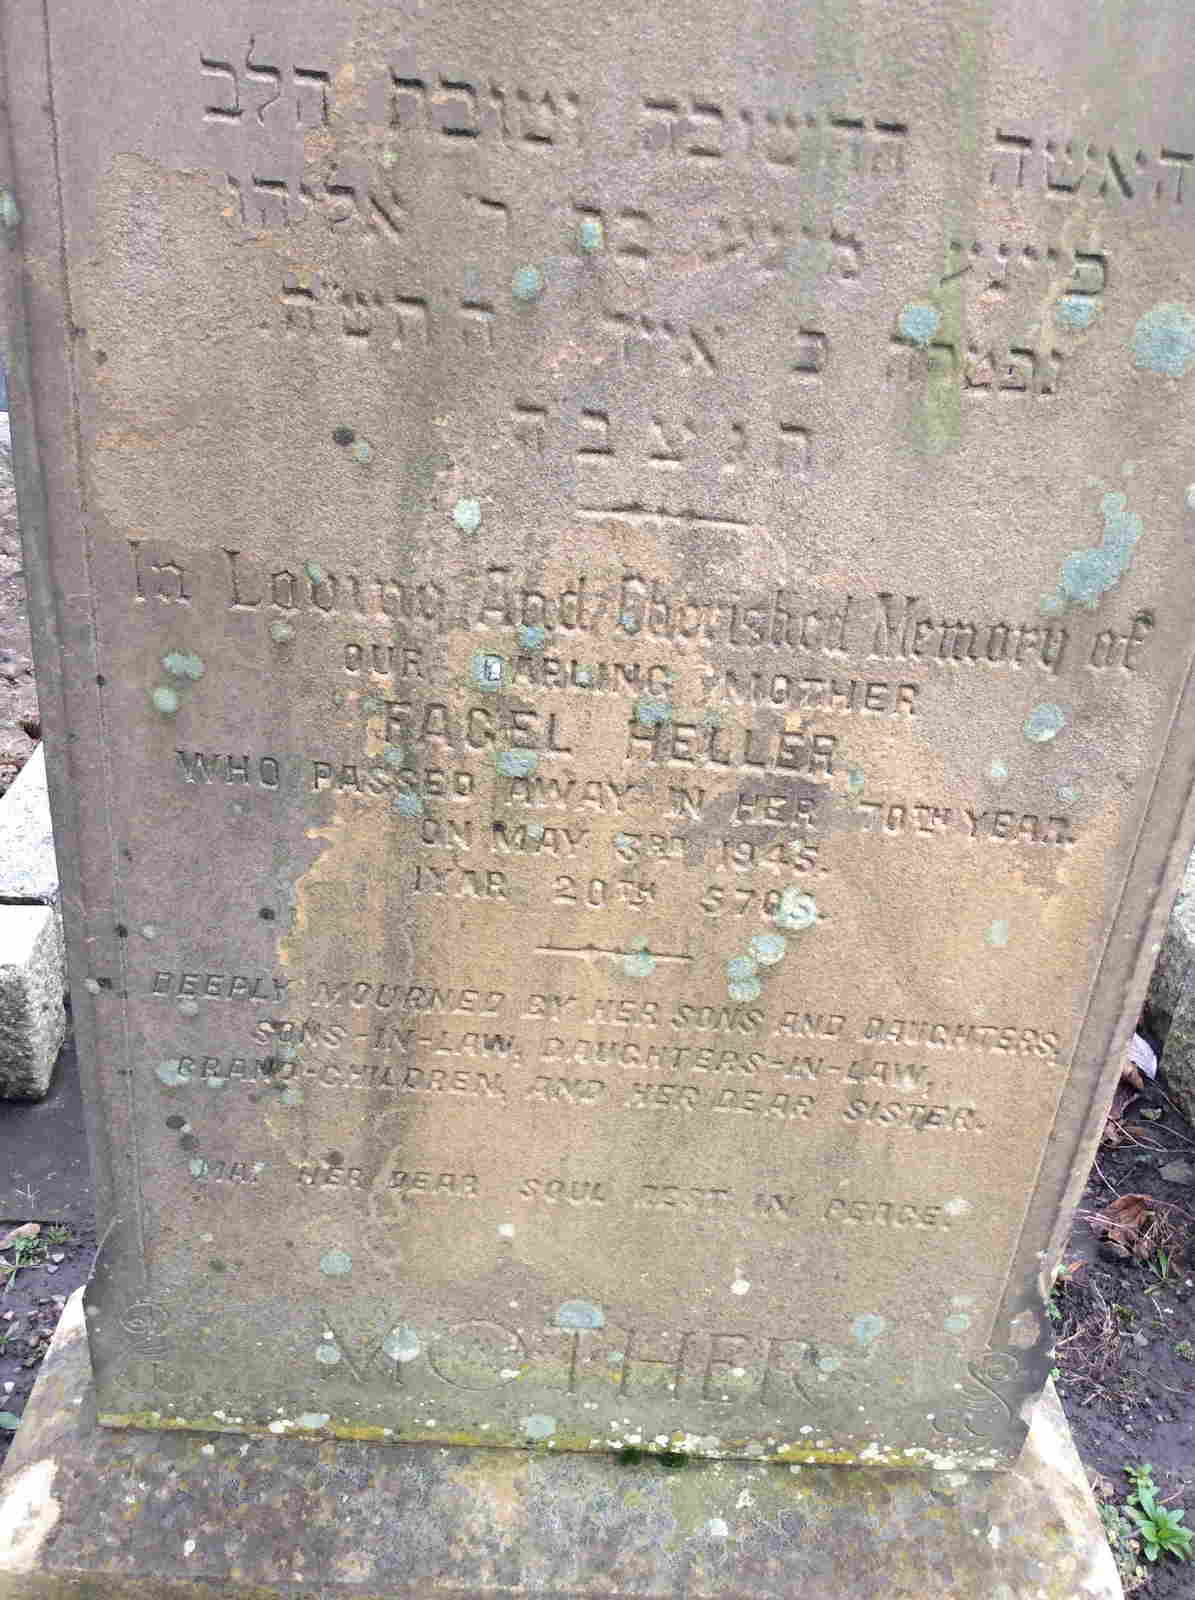 האשה החשובה וטובת הלב
פייגע מינע בת ר אליהו
נפטרה כ אייר ה'תש"ה
ת נ צ ב ה
In Loving And Cherished Memory of
OUR DARLING MOTHER
FAGEL HELLER,
WHO PASSED AWAY IN HER 70TH YEAR.
ON MAY 3RD 1945.
IYAR 20TH 5705.
DEEPLY MOURNED BY HER SONS AND DAUGHTERS,
SONS-IN-LAW, DAUGHTERS-IN-LAW,
GRAND-CHILDREN, AND HER DEAR SISTER.
MAY HER DEAR SOUL REST IN PEACE.
MOTHER